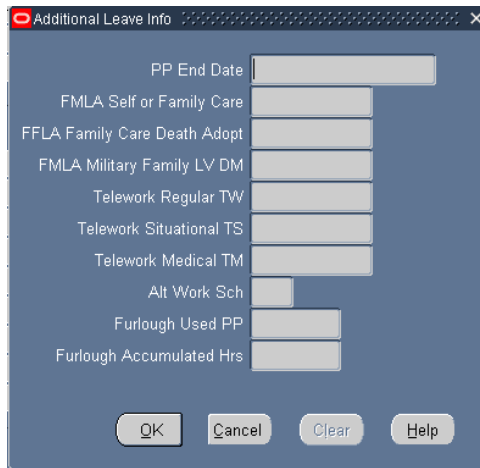 Additional Leave Info
PP End Date
FMLA Self or Family Care
FFLA Family Care Death Adopt
FMLA Military Family LV DM
Telework Regular TW
Telework Situational TS
Telework Medical TM
Alt Work Sch
Furlough Used PP
Furlough Accumulated Hrs
OK Cancel Clear Help